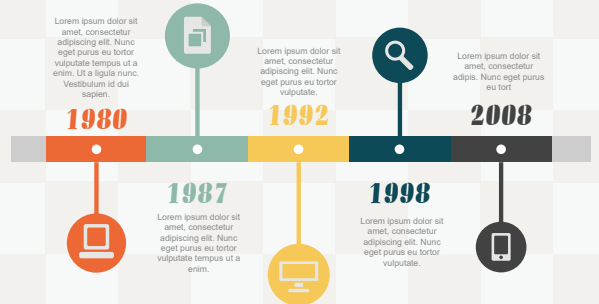 Lorem ipsum dolor sit
amet, consectetur
adipiscing elit. Nunc
eget purus eu tortor
vulputate tempus ut a
enim. Ut a ligula nunc.
Vestibulum id dui
sapien.
1980
1987
Lorem ipsum dolor sit
amet, consectetur
adipiscing elit. Nunc
eget purus eu tortor
vulputate tempus ut a
enim.
Lorem ipsum dolor sit
amet, consectetur
adipiscing elit. Nunc
eget purus eu tortor
vulputate.
1992
1998
Lorem ipsum dolor sit
amet, consectetur
adipiscing elit. Nunc
eget purus eu tortor
vulputate.
Lorem ipsum dolor sit
amet, consectetur
adipis. Nunc eget purus
eu tort
2008